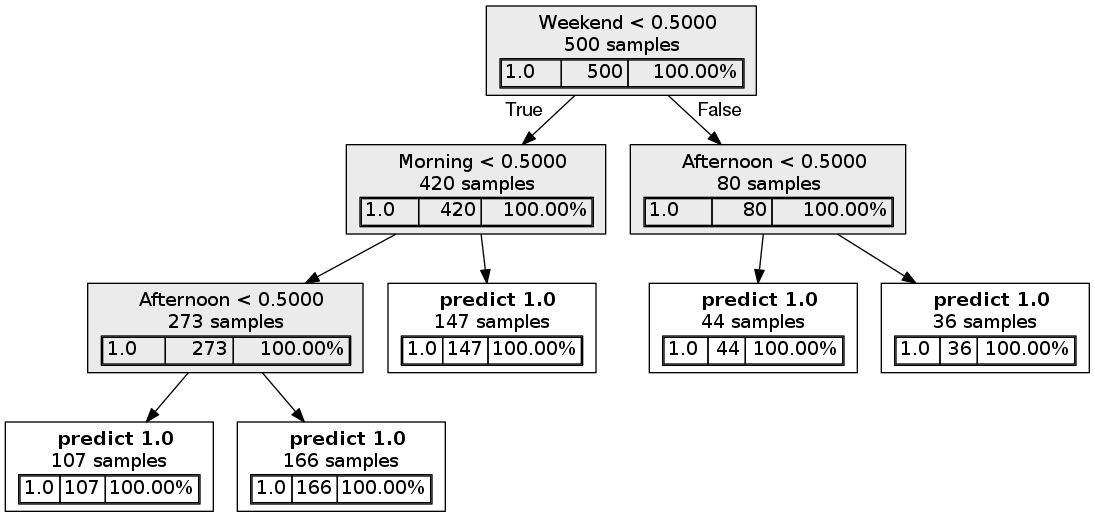 Weekend < 0.5000
500 samples
1.0 500 100.00%
True False
Morning < 0.5000
420 samples
1.0 420 100.00%
Afternoon < 0.5000
80 samples
1.0 80 100.00%
Afternoon < 0.5000
273 samples
1.0 273 100.00%
predict 1.0
147 samples
1.0 147 100.00%
predict 1.0
44 samples
1.0 44 100.00%
predict 1.0
36 samples
1.0 36 100.00%
predict 1.0
107 samples
1.0 107 100.00%
predict 1.0
166 samples
1.0 166 100.00%